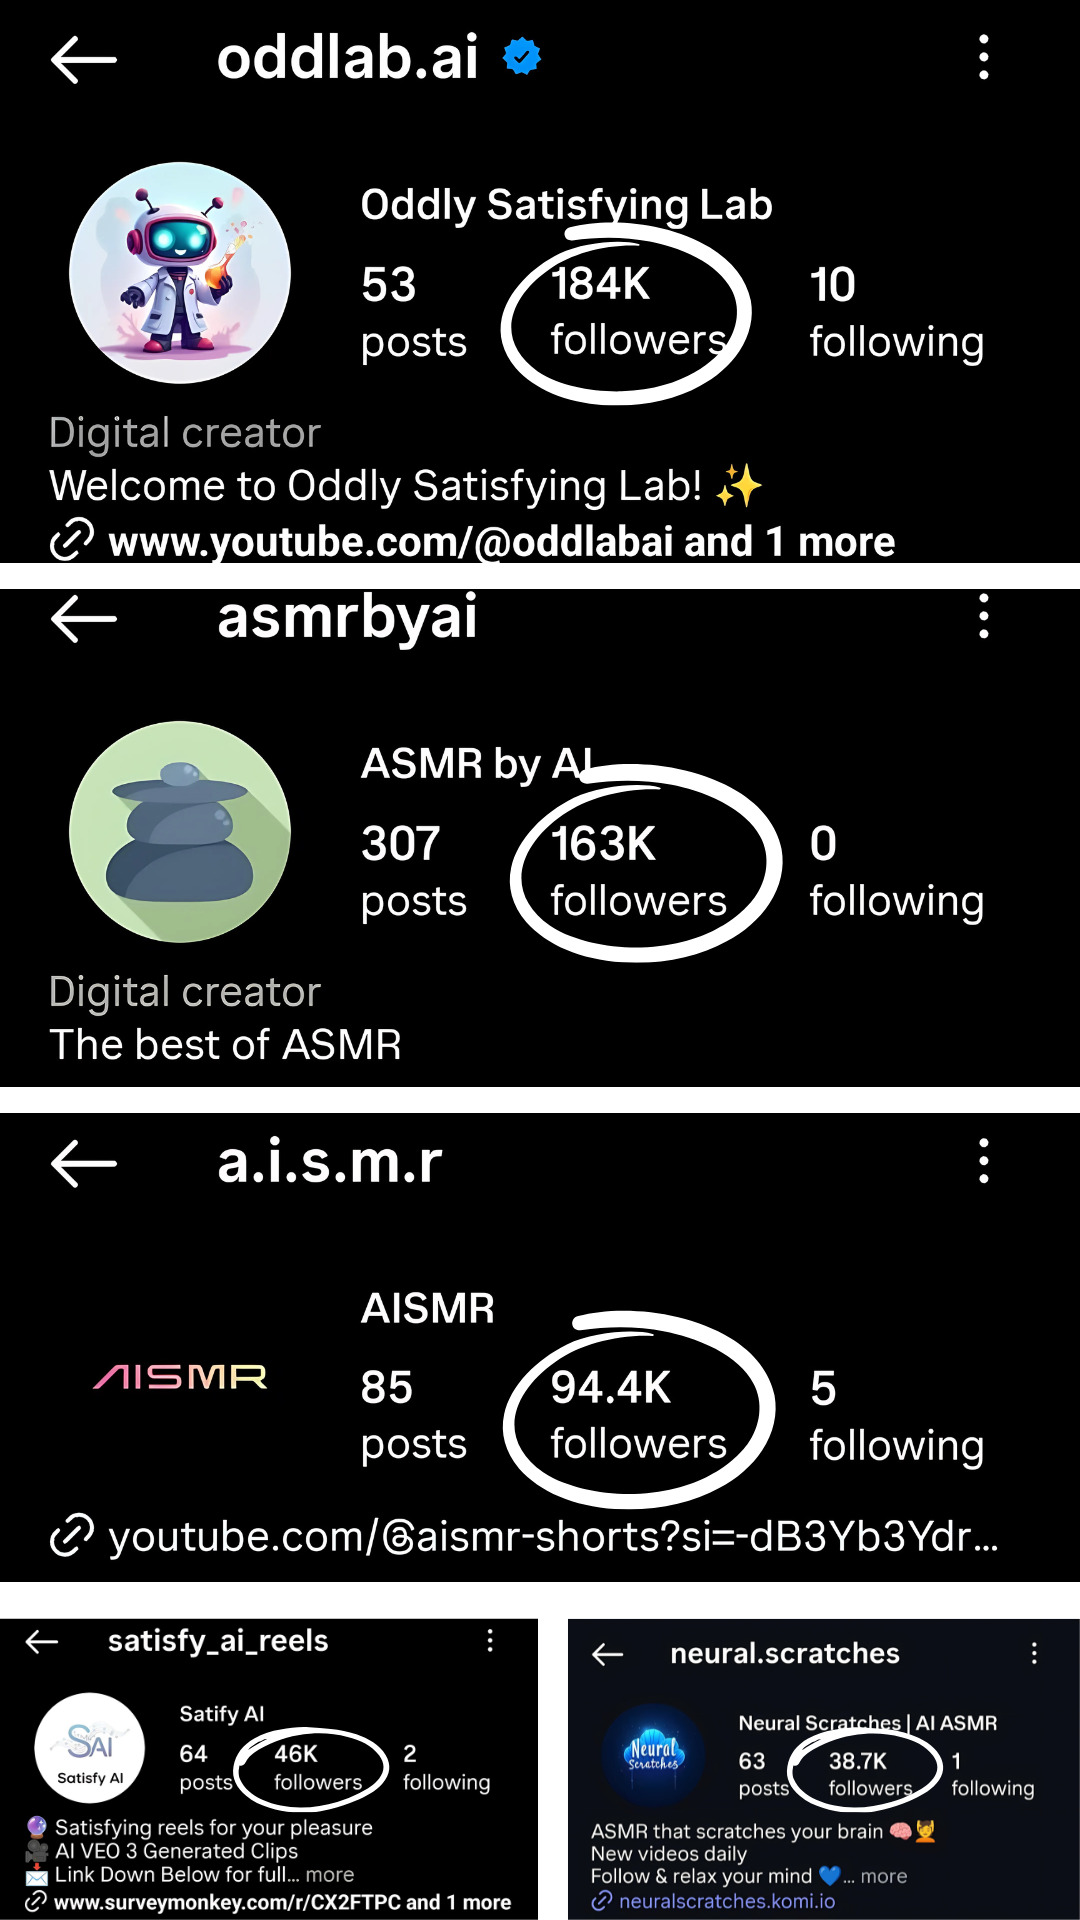 oddlab.ai
Oddly Satisfying Lab
53 184K 10
posts followers following
Digital creator
Welcome to Oddly Satisfying Lab! ✨
www.youtube.com/@oddlabai and 1 more
asmrbyai
ASMR by AI
307 163K 0
posts followers following
Digital creator
The best of ASMR
a.i.s.m.r
AISMR
AISMR
85 94.4K 5
posts followers following
youtube.com/@aismr-shorts?si=-dB3Yb3Ydr...
satisfy_ai_reels
SAI
Satisfy AI
Satify AI
64 46K 2
posts followers following
🔮 Satisfying reels for your pleasure
🎥 AI VEO 3 Generated Clips
📩 Link Down Below for full... more
www.surveymonkey.com/r/CX2FTPC and 1 more
neural.scratches
Neural
Scratches
Neural Scratches | AI ASMR
63 38.7K 1
posts followers following
ASMR that scratches your brain 🧠💆
New videos daily
Follow & relax your mind 💙... more
neuralscratches.komi.io